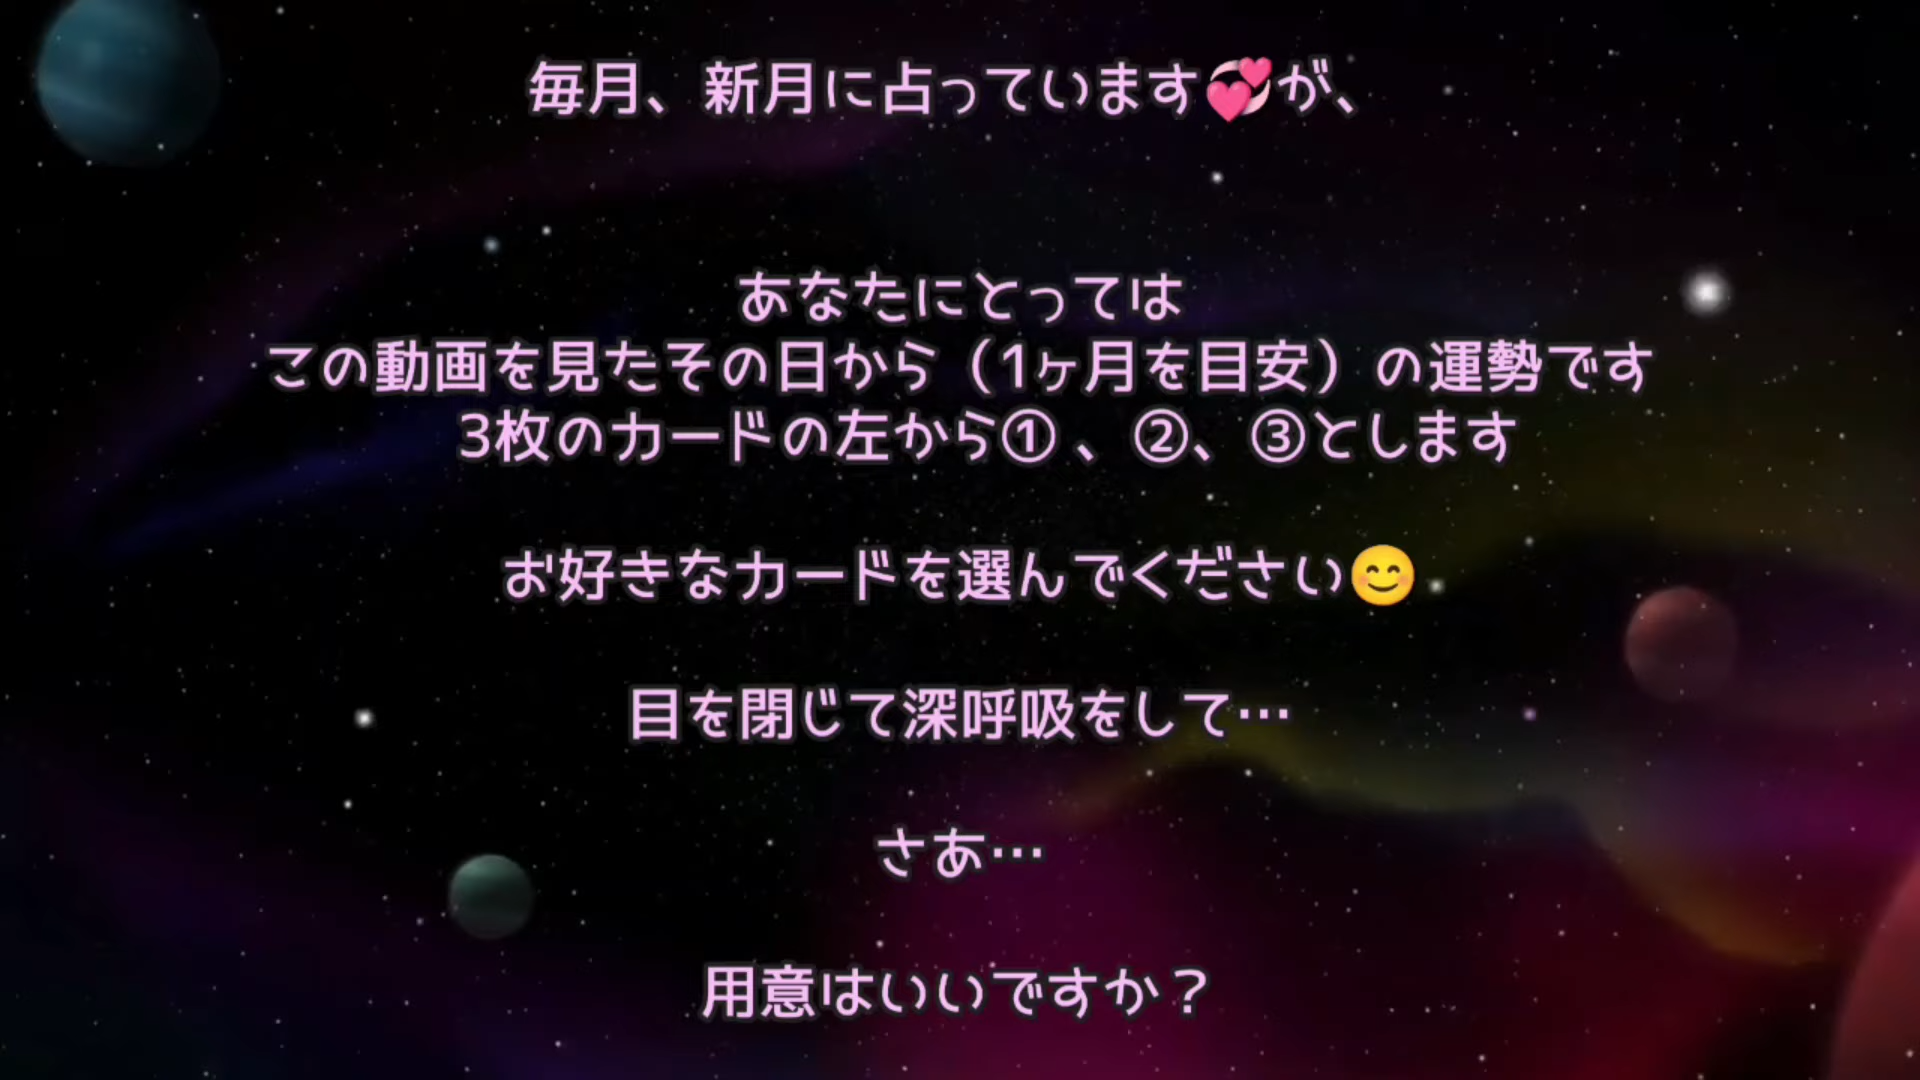 毎月、新月に占っています💞が、
あなたにとっては
この動画を見たその日から（1ヶ月を目安）の運勢です
3枚のカードの左から①、②、③とします
お好きなカードを選んでください😊
目を閉じて深呼吸をして…
さあ…
用意はいいですか？